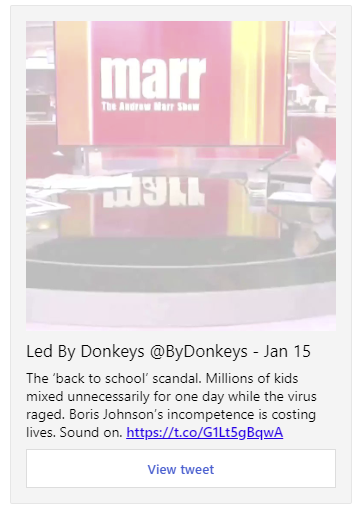 marr
The Andrew Marr Show
marr
Led By Donkeys @ByDonkeys - Jan 15
The ‘back to school’ scandal. Millions of kids
mixed unnecessarily for one day while the virus
raged. Boris Johnson’s incompetence is costing
lives. Sound on. https://t.co/G1Lt5gBqwA
View tweet